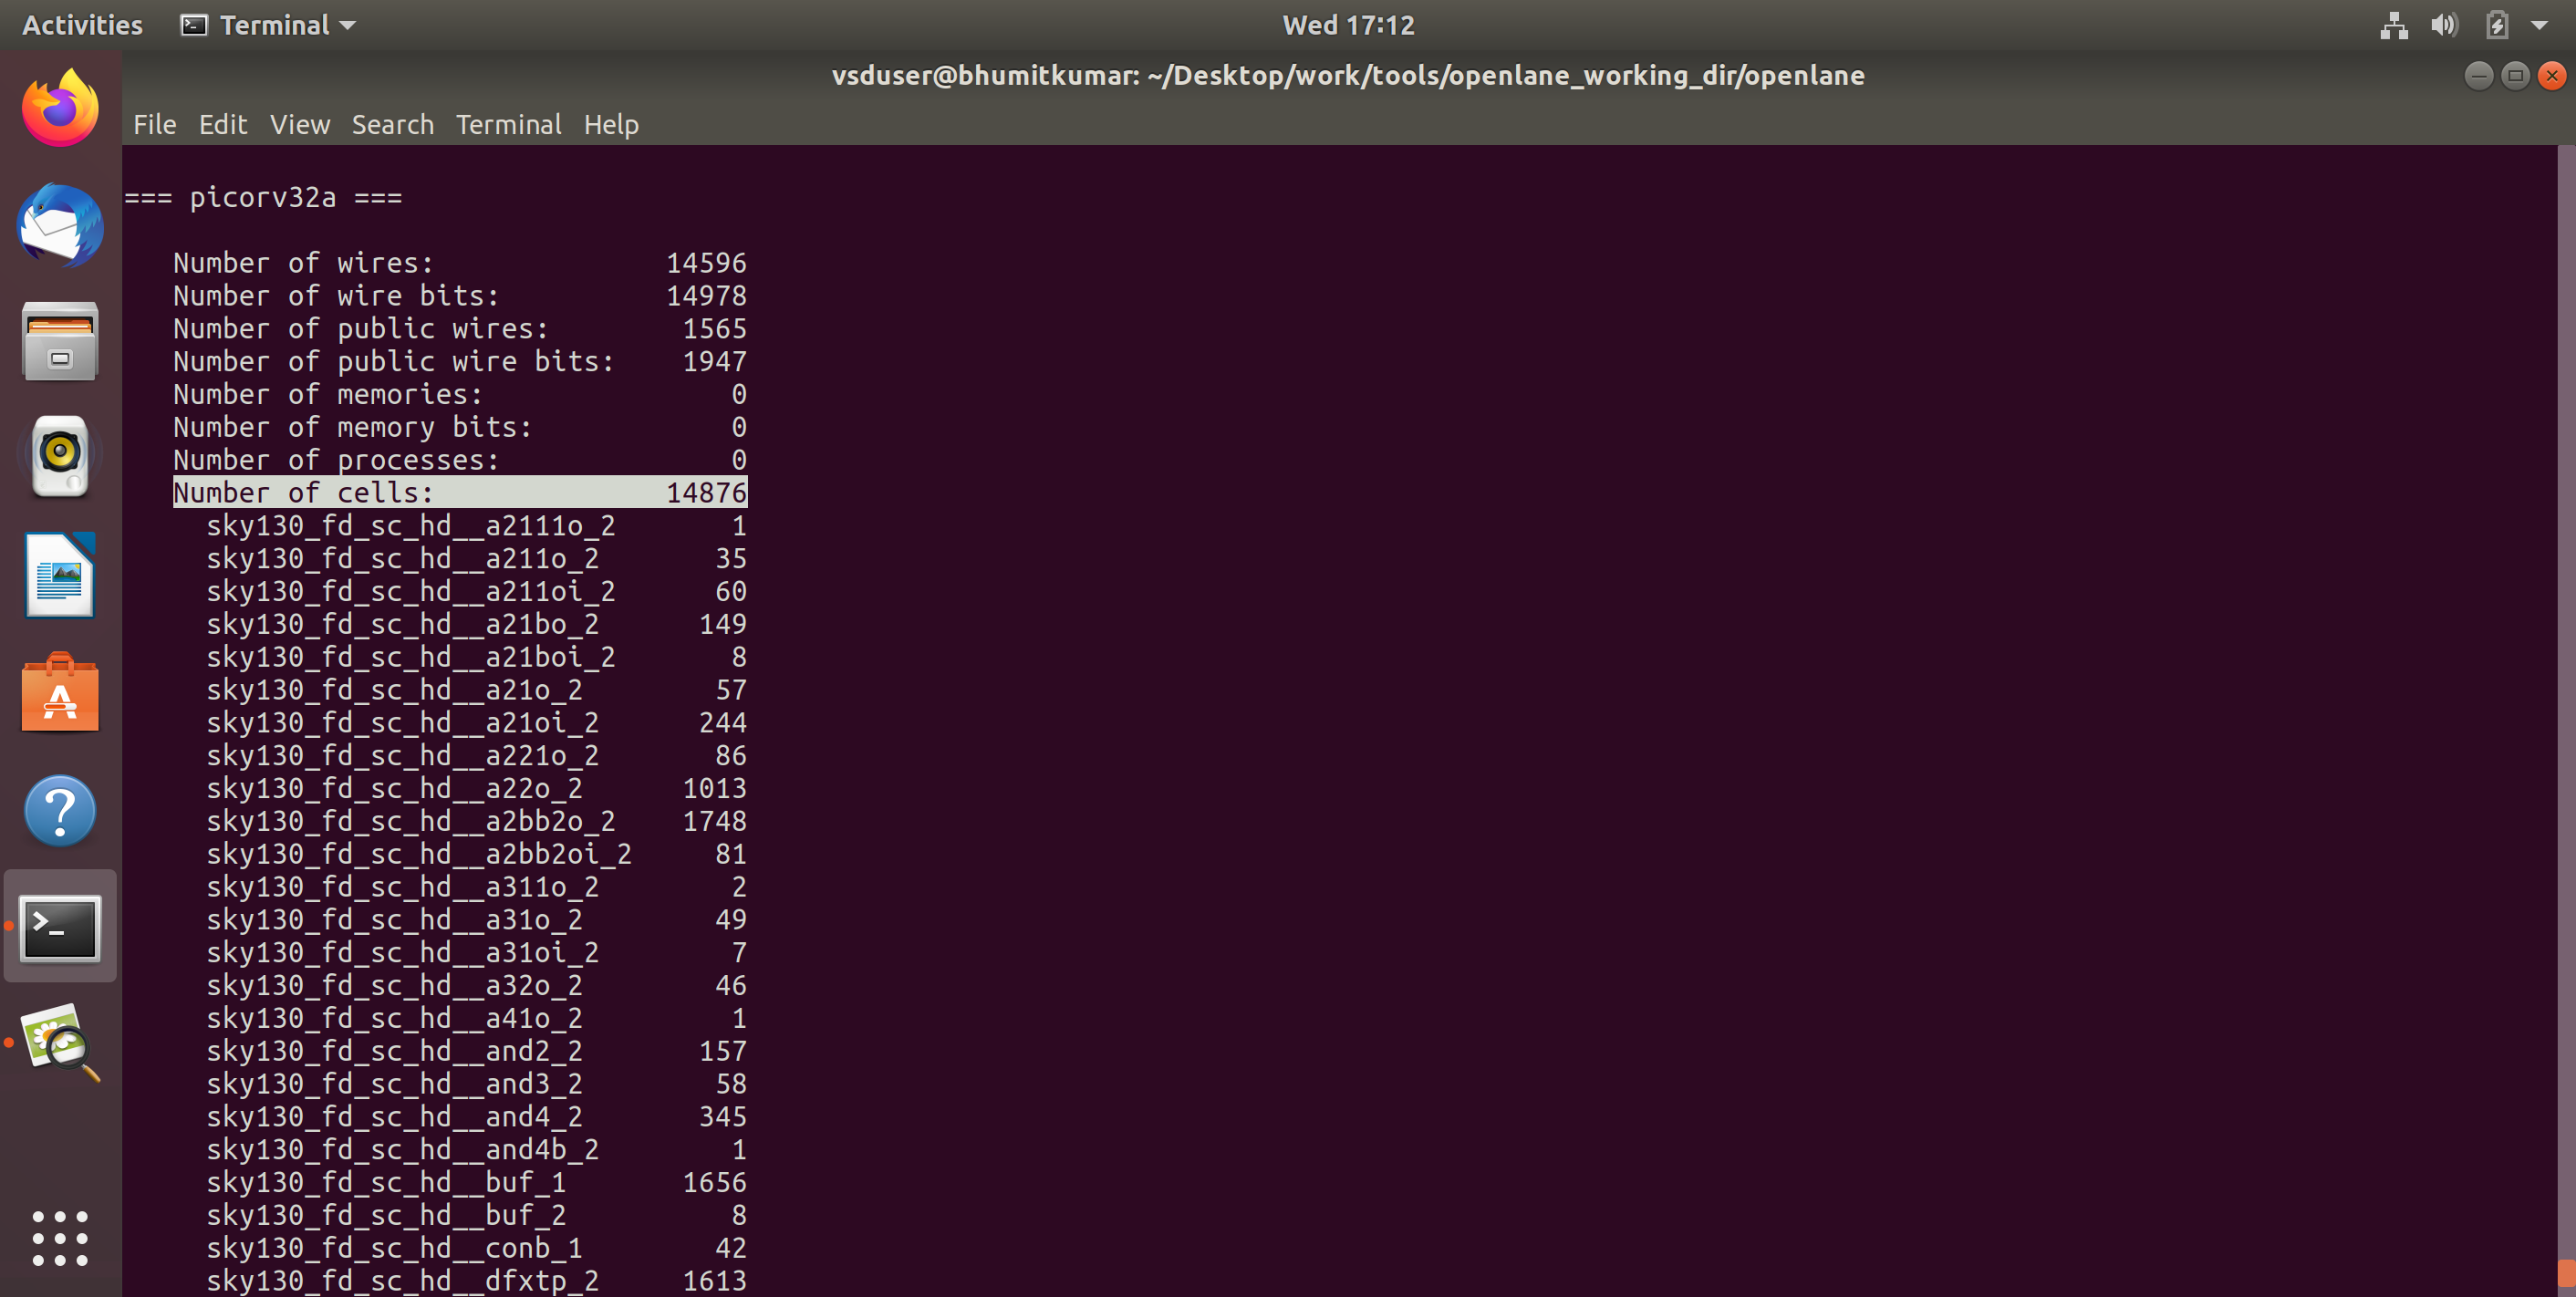 Activities Terminal Wed 17:12
vsduser@bhumitkumar: ~/Desktop/work/tools/openlane_working_dir/openlane
File Edit View Search Terminal Help
=== picorv32a ===
Number of wires: 14596
Number of wire bits: 14978
Number of public wires: 1565
Number of public wire bits: 1947
Number of memories: 0
Number of memory bits: 0
Number of processes: 0
Number of cells: 14876
sky130_fd_sc_hd__a2111o_2 1
sky130_fd_sc_hd__a211o_2 35
sky130_fd_sc_hd__a211oi_2 60
sky130_fd_sc_hd__a21bo_2 149
sky130_fd_sc_hd__a21boi_2 8
sky130_fd_sc_hd__a21o_2 57
sky130_fd_sc_hd__a21oi_2 244
sky130_fd_sc_hd__a221o_2 86
sky130_fd_sc_hd__a22o_2 1013
sky130_fd_sc_hd__a2bb2o_2 1748
sky130_fd_sc_hd__a2bb2oi_2 81
sky130_fd_sc_hd__a311o_2 2
sky130_fd_sc_hd__a31o_2 49
sky130_fd_sc_hd__a31oi_2 7
sky130_fd_sc_hd__a32o_2 46
sky130_fd_sc_hd__a41o_2 1
sky130_fd_sc_hd__and2_2 157
sky130_fd_sc_hd__and3_2 58
sky130_fd_sc_hd__and4_2 345
sky130_fd_sc_hd__and4b_2 1
sky130_fd_sc_hd__buf_1 1656
sky130_fd_sc_hd__buf_2 8
sky130_fd_sc_hd__conb_1 42
sky130_fd_sc_hd__dfxtp_2 1613